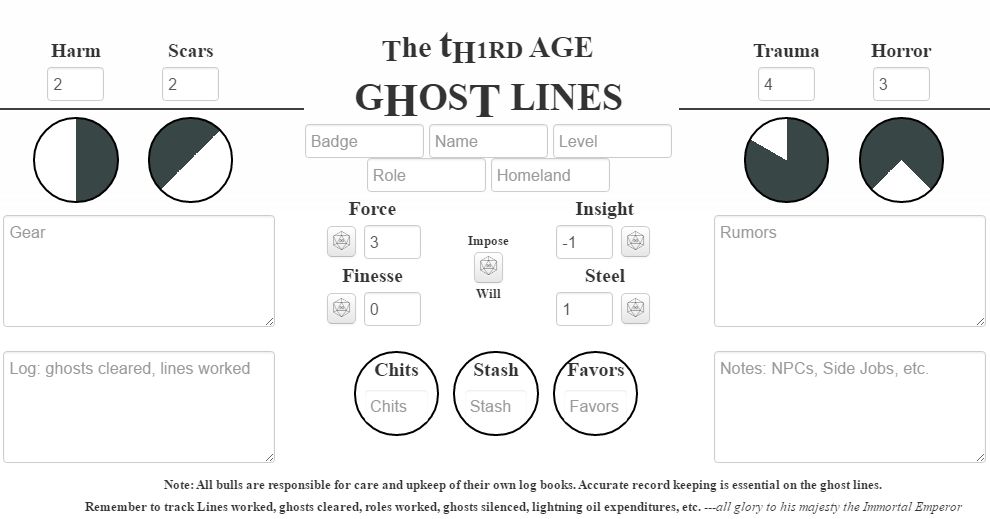 The tH1RD AGE
GHOST LINES
Harm Scars Trauma Horror
2 2 4 3
Badge Name Level
Role Homeland
Gear
Force Insight
3 -1
Impose
Will
Finesse Steel
0 1
Rumors
Log: ghosts cleared, lines worked
Chits Stash Favors
Chits Stash Favors
Notes: NPCs, Side Jobs, etc.
Note: All bulls are responsible for care and upkeep of their own log books. Accurate record keeping is essential on the ghost lines.
Remember to track Lines worked, ghosts cleared, roles worked, ghosts silenced, lightning oil expenditures, etc. ---all glory to his majesty the Immortal Emperor